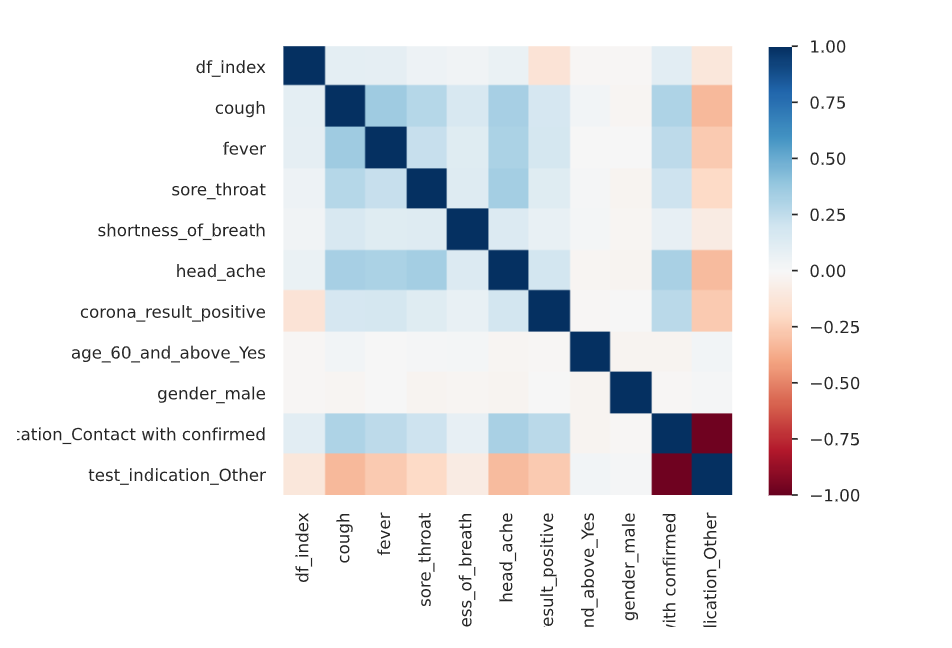 df_index
cough
fever
sore_throat
shortness_of_breath
head_ache
corona_result_positive
age_60_and_above_Yes
gender_male
cation_Contact with confirmed
test_indication_Other
df_index
cough
fever
sore_throat
ess_of_breath
head_ache
esult_positive
nd_above_Yes
gender_male
with confirmed
lication_Other
1.00
0.75
0.50
0.25
0.00
−0.25
−0.50
−0.75
−1.00